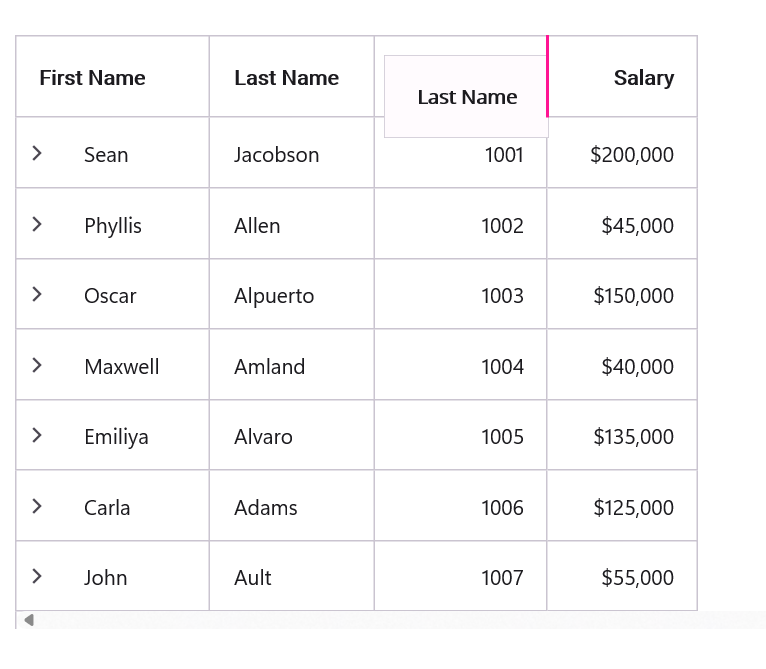 First Name Last Name Last Name Salary
Sean Jacobson 1001 $200,000
Phyllis Allen 1002 $45,000
Oscar Alpuerto 1003 $150,000
Maxwell Amland 1004 $40,000
Emiliya Alvaro 1005 $135,000
Carla Adams 1006 $125,000
John Ault 1007 $55,000